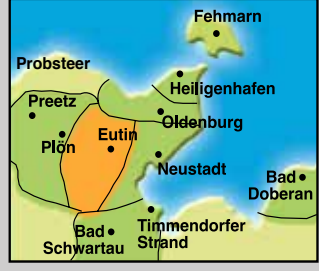 Fehmarn
Probsteer
Heiligenhafen
Preetz
Oldenburg
Plön
Eutin
Neustadt
Bad
Doberan
Bad
Schwartau
Timmendorfer
Strand